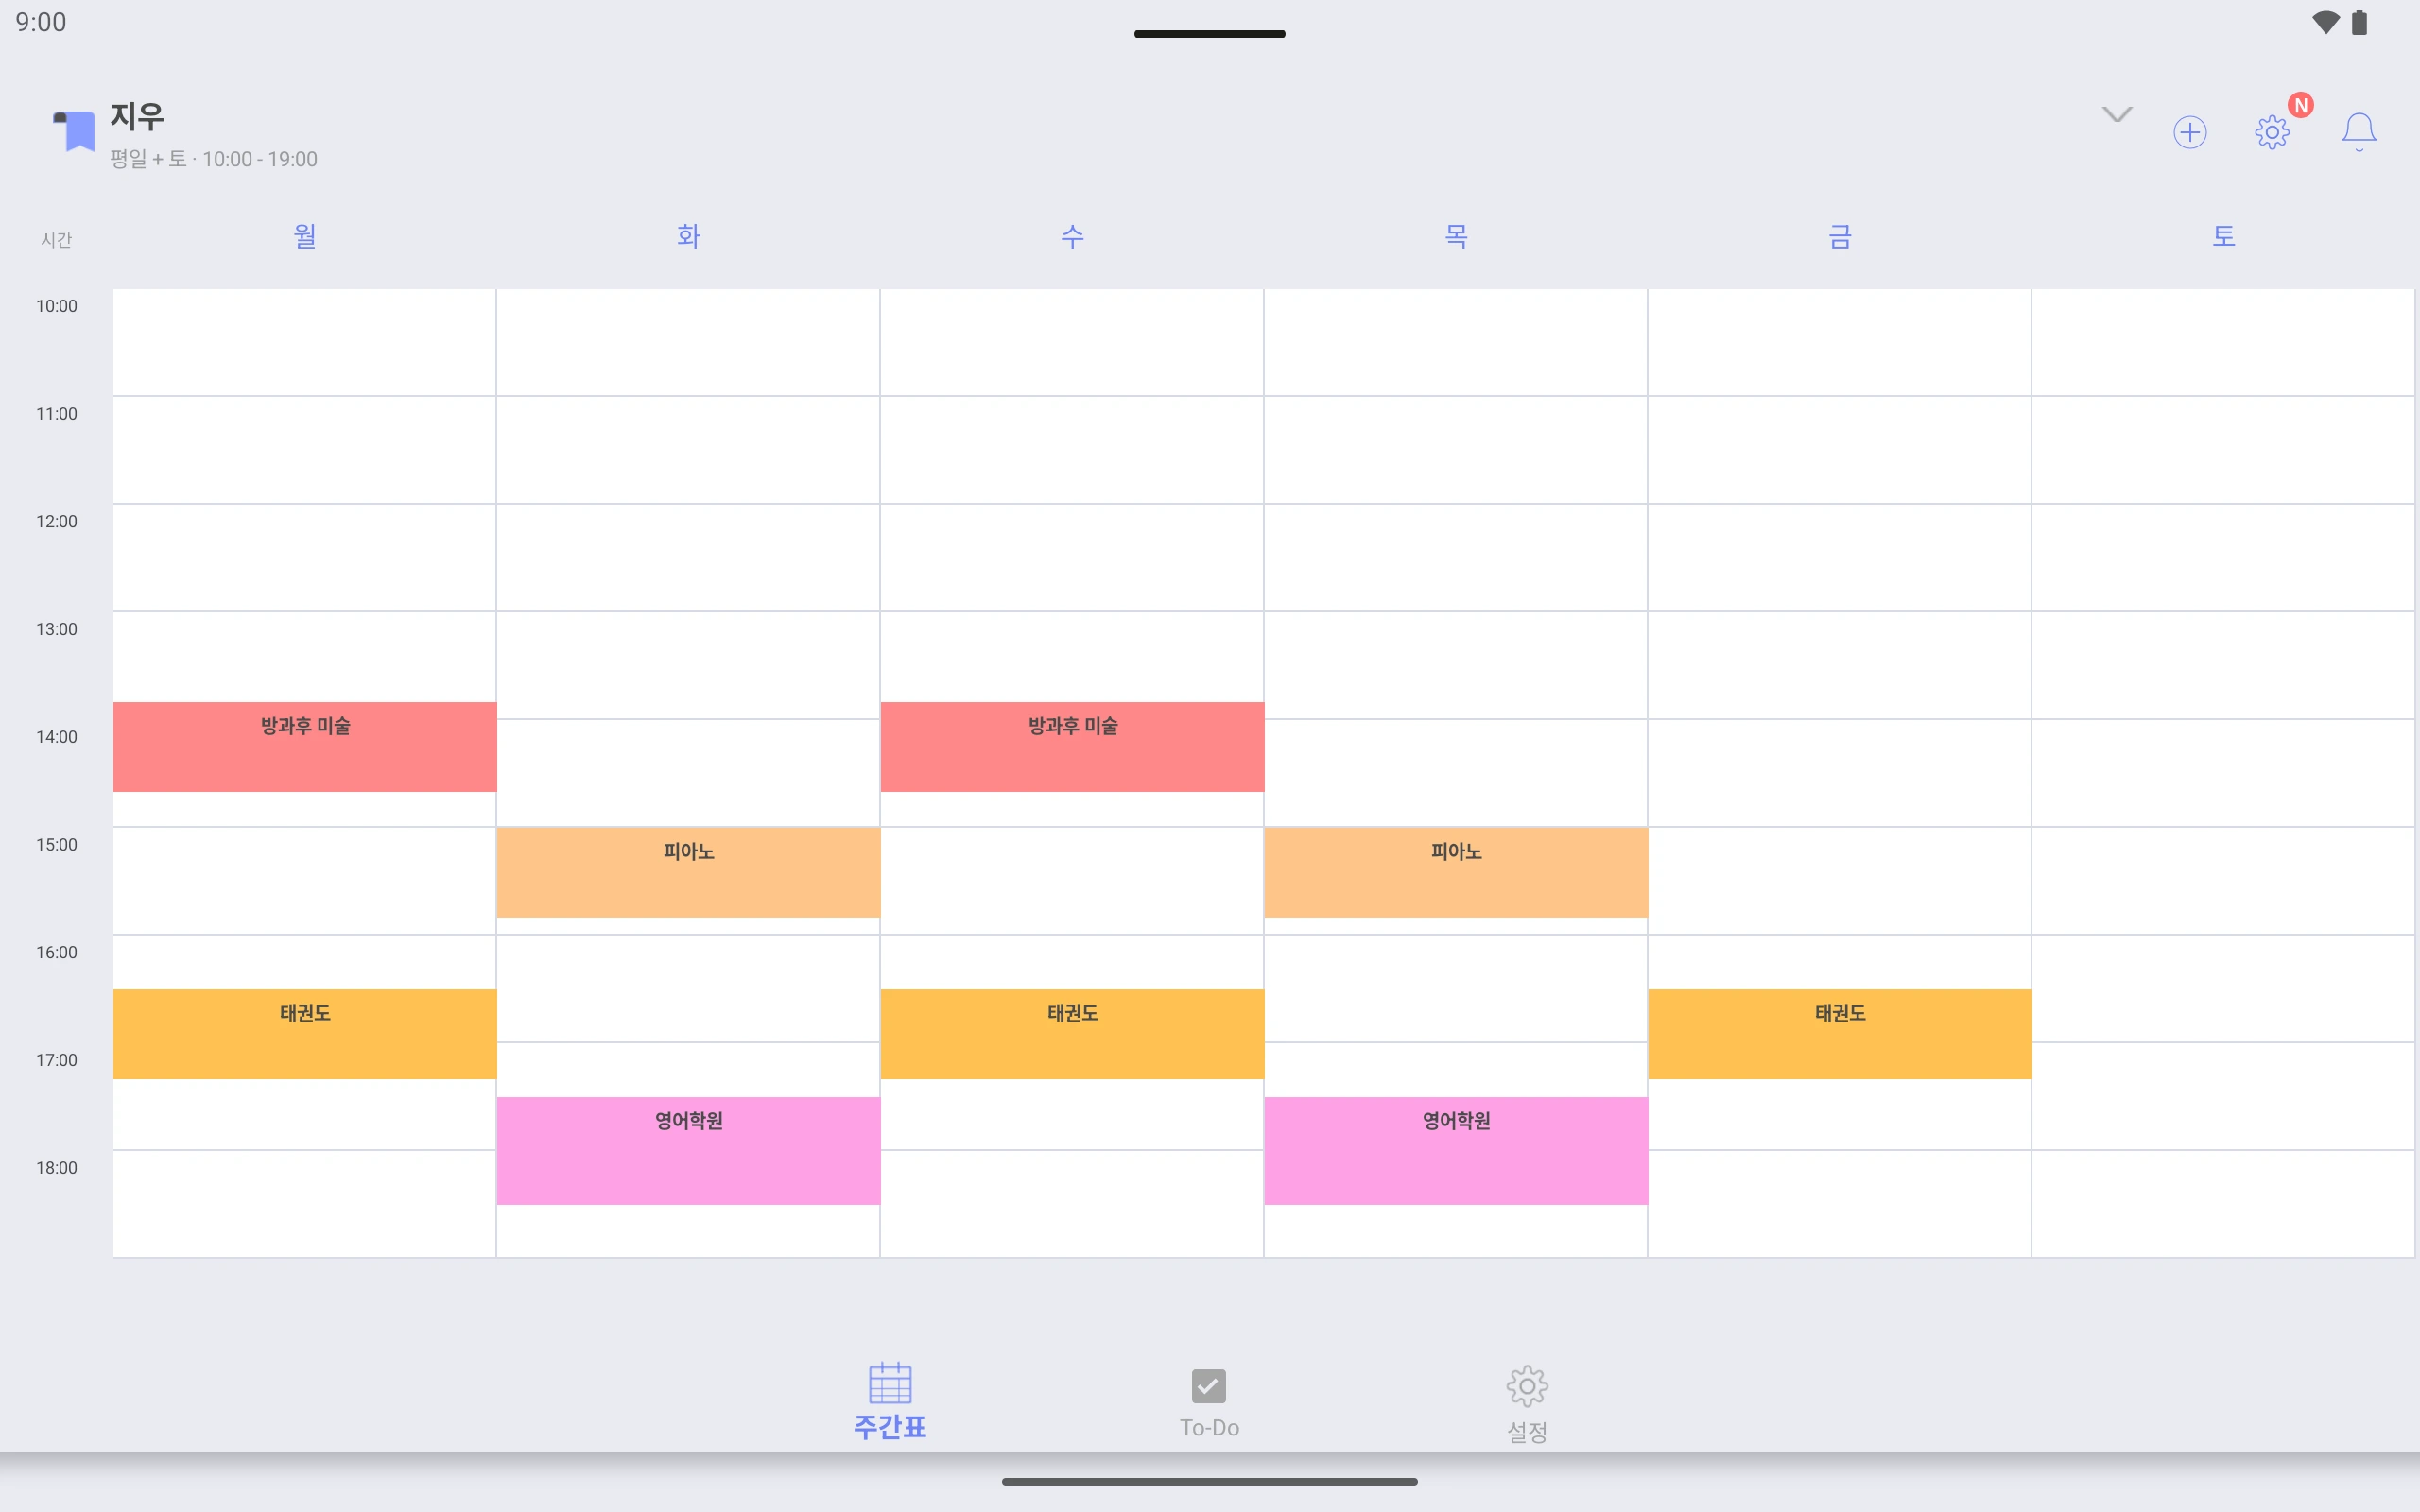 9:00
지우
N
평일 + 토 · 10:00 - 19:00
시간 월 화 수 목 금 토
10:00
11:00
12:00
13:00
방과후 미술 방과후 미술
14:00
15:00
피아노 피아노
16:00
태권도 태권도 태권도
17:00
영어학원 영어학원
18:00
주간표 To-Do 설정